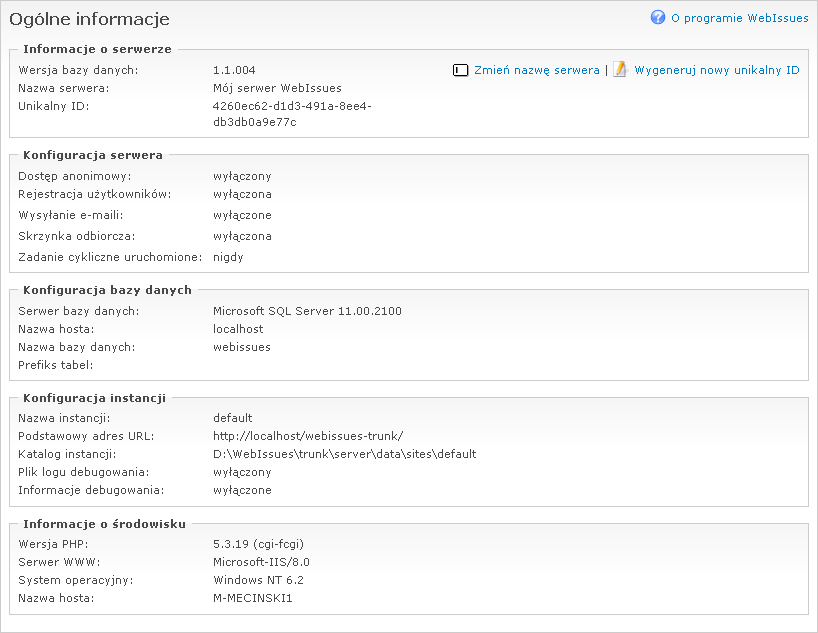 Ogólne informacje
O programie WebIssues
Informacje o serwerze
Wersja bazy danych: 1.1.004
Zmień nazwę serwera | Wygeneruj nowy unikalny ID
Nazwa serwera: Mój serwer WebIssues
Unikalny ID: 4260ec62-d1d3-491a-8ee4-
db3db0a9e77c
Konfiguracja serwera
Dostęp anonimowy: wyłączony
Rejestracja użytkowników: wyłączona
Wysyłanie e-maili: wyłączone
Skrzynka odbiorcza: wyłączona
Zadanie cykliczne uruchomione: nigdy
Konfiguracja bazy danych
Serwer bazy danych: Microsoft SQL Server 11.00.2100
Nazwa hosta: localhost
Nazwa bazy danych: webissues
Prefiks tabel:
Konfiguracja instancji
Nazwa instancji: default
Podstawowy adres URL: http://localhost/webissues-trunk/
Katalog instancji: D:\WebIssues\trunk\server\data\sites\default
Plik logu debugowania: wyłączony
Informacje debugowania: wyłączone
Informacje o środowisku
Wersja PHP: 5.3.19 (cgi-fcgi)
Serwer WWW: Microsoft-IIS/8.0
System operacyjny: Windows NT 6.2
Nazwa hosta: M-MECINSKI1